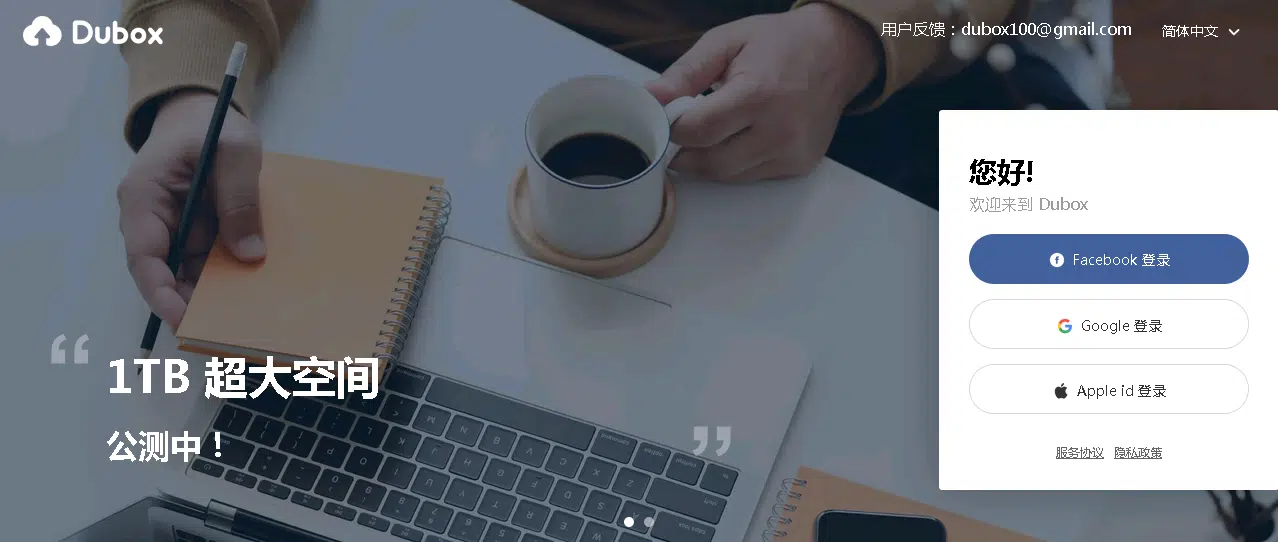 Dubox
用户反馈：dubox100@gmail.com
简体中文
您好!
欢迎来到 Dubox
Facebook 登录
Google 登录
Apple id 登录
服务协议 隐私政策
“
1TB 超大空间
公测中！
”